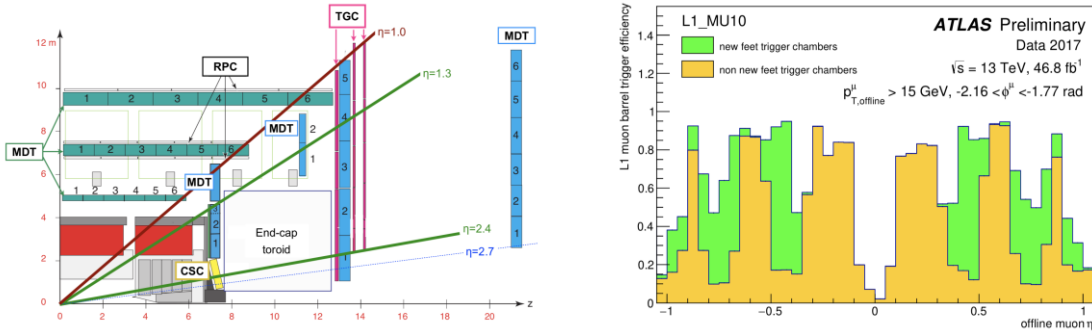 TGC
MDT
12 m
η=1.0
η=1.3
RPC
10
5
6
1 2 3 4 5 6
5
8
MDT
2
4
4
MDT
1 2 3 4 5 6
1
3
6
MDT
3
1 2 3 4 5 6
2
2
4
3
2
End-cap
toroid
η=2.4
1
1
2
CSC
1
η=2.7
0
z
0 2 4 6 8 10 12 14 16 18 20
L1 muon barrel trigger efficiency
L1_MU10
ATLAS Preliminary
new feet trigger chambers
Data 2017
non new feet trigger chambers
√s = 13 TeV, 46.8 fb⁻¹
p^μ_T,offline > 15 GeV, -2.16 <ϕ^μ <-1.77 rad
1.4
1.2
1
0.8
0.6
0.4
0.2
0
-1 -0.5 0 0.5 1
offline muon η